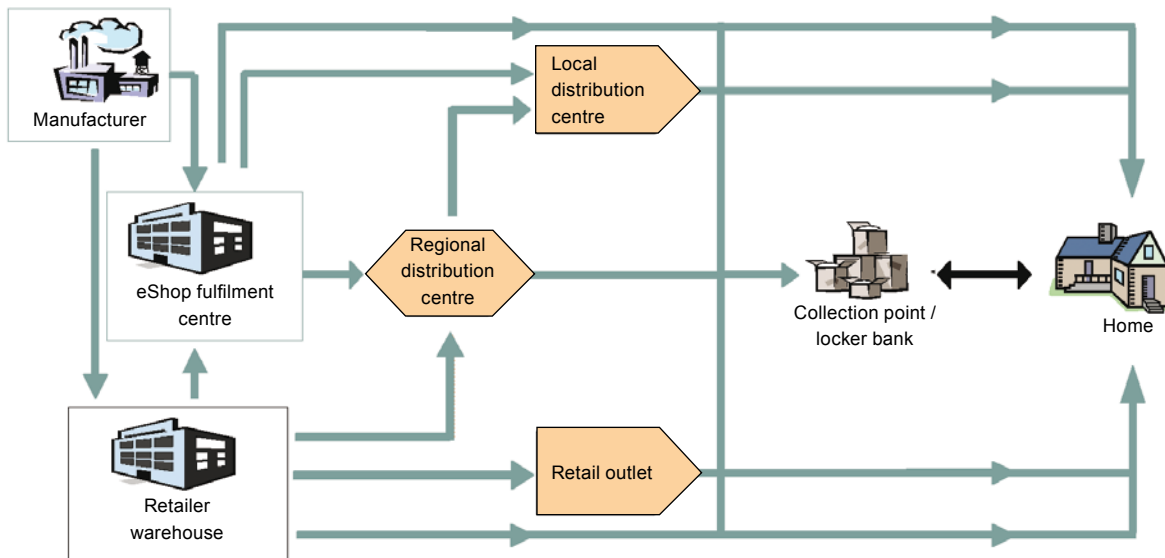 Manufacturer
Local
distribution
centre
eShop fulfilment
centre
Regional
distribution
centre
Collection point /
locker bank
Home
Retailer
warehouse
Retail outlet